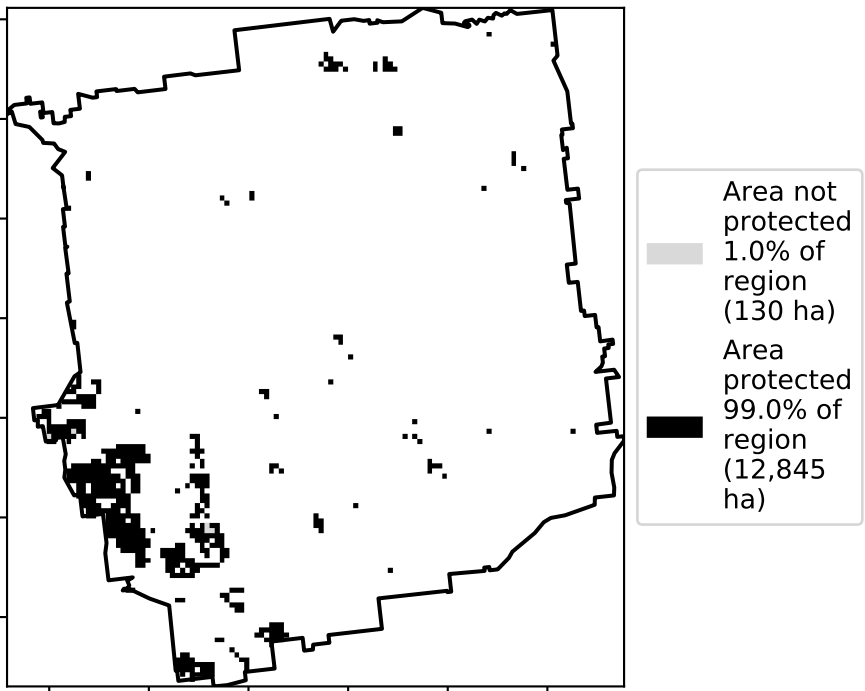 Area not
protected
1.0% of
region
(130 ha)
Area
protected
99.0% of
region
(12,845
ha)